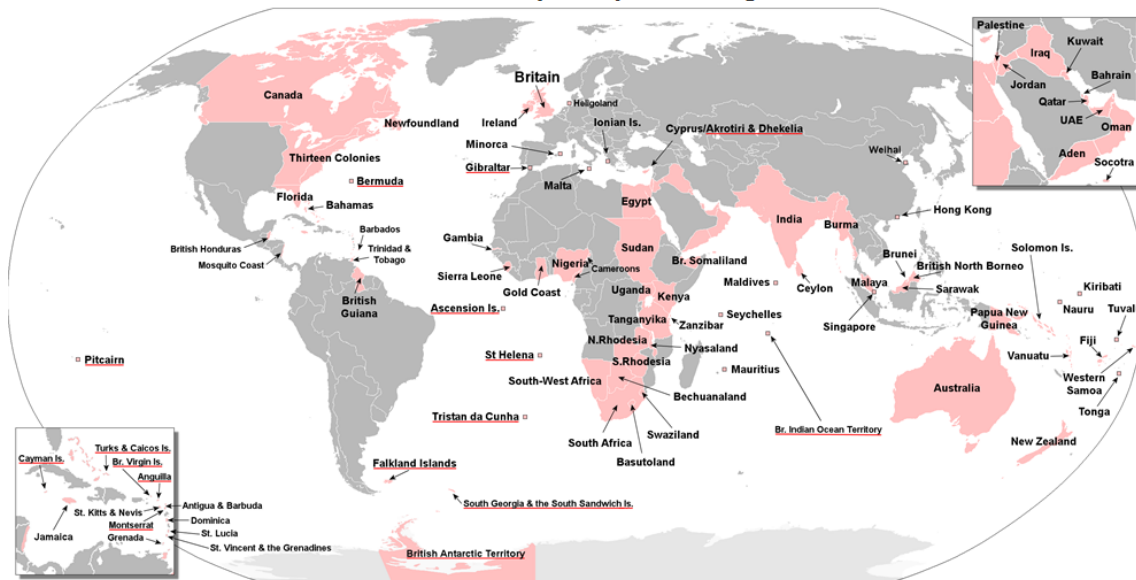 Canada
Newfoundland
Thirteen Colonies
Bermuda
Florida
Bahamas
British Honduras
Mosquito Coast
Barbados
Trinidad &
Tobago
British
Guiana
Pitcairn
Britain
Ireland
Heligoland
Ionian Is.
Minorca
Gibraltar
Malta
Cyprus/Akrotiri & Dhekelia
Weihai
Hong Kong
Egypt
Sudan
Gambia
Sierra Leone
Nigeria
Cameroons
Gold Coast
Br. Somaliland
Uganda
Kenya
Tanganyika
Zanzibar
N.Rhodesia
Nyasaland
S.Rhodesia
South-West Africa
Bechuanaland
South Africa
Swaziland
Basutoland
Ascension Is.
St Helena
Tristan da Cunha
Falkland Islands
South Georgia & the South Sandwich Is.
British Antarctic Territory
India
Burma
Ceylon
Maldives
Seychelles
Mauritius
Br. Indian Ocean Territory
Malaya
Singapore
Brunei
British North Borneo
Sarawak
Solomon Is.
Papua New
Guinea
Kiribati
Nauru
Tuval
Fiji
Vanuatu
Western
Samoa
Tonga
Australia
New Zealand
Palestine
Iraq
Kuwait
Jordan
Bahrain
Qatar
UAE
Oman
Aden
Socotra
Turks & Caicos Is.
Cayman Is.
Br. Virgin Is.
Anguilla
Antigua & Barbuda
St. Kitts & Nevis
Montserrat
Dominica
Jamaica
St. Lucia
Grenada
St. Vincent & the Grenadines